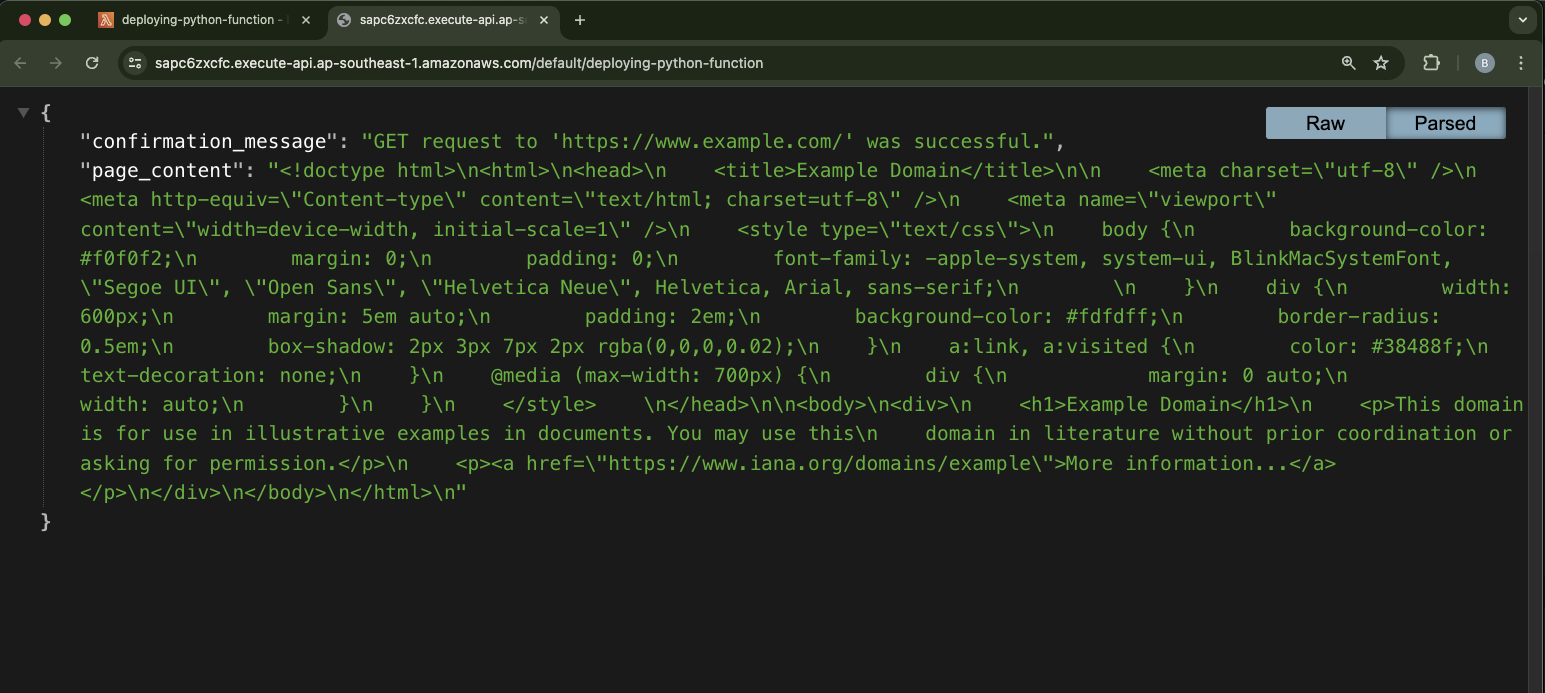 deploying-python-function -
sapc6zxcfc.execute-api.ap-s
sapc6zxcfc.execute-api.ap-southeast-1.amazonaws.com/default/deploying-python-function
B
{
Raw
Parsed
"confirmation_message": "GET request to 'https://www.example.com/' was successful.",
"page_content": "<!doctype html>\n<html>\n<head>\n    <title>Example Domain</title>\n\n    <meta charset=\"utf-8\" />\n
<meta http-equiv=\"Content-type\" content=\"text/html; charset=utf-8\" />\n    <meta name=\"viewport\"
content=\"width=device-width, initial-scale=1\" />\n    <style type=\"text/css\">\n    body {\n        background-color:
#f0f0f2;\n        margin: 0;\n        padding: 0;\n        font-family: -apple-system, system-ui, BlinkMacSystemFont,
\"Segoe UI\", \"Open Sans\", \"Helvetica Neue\", Helvetica, Arial, sans-serif;\n        \n    }\n    div {\n        width:
600px;\n        margin: 5em auto;\n        padding: 2em;\n        background-color: #fdfdff;\n        border-radius:
0.5em;\n        box-shadow: 2px 3px 7px 2px rgba(0,0,0,0.02);\n    }\n    a:link, a:visited {\n        color: #38488f;\n
text-decoration: none;\n    }\n    @media (max-width: 700px) {\n        div {\n            margin: 0 auto;\n
width: auto;\n        }\n    }\n    </style>    \n</head>\n\n<body>\n<div>\n    <h1>Example Domain</h1>\n    <p>This domain
is for use in illustrative examples in documents. You may use this\n    domain in literature without prior coordination or
asking for permission.</p>\n    <p><a href=\"https://www.iana.org/domains/example\">More information...</a>
</p>\n</div>\n</body>\n</html>\n"
}